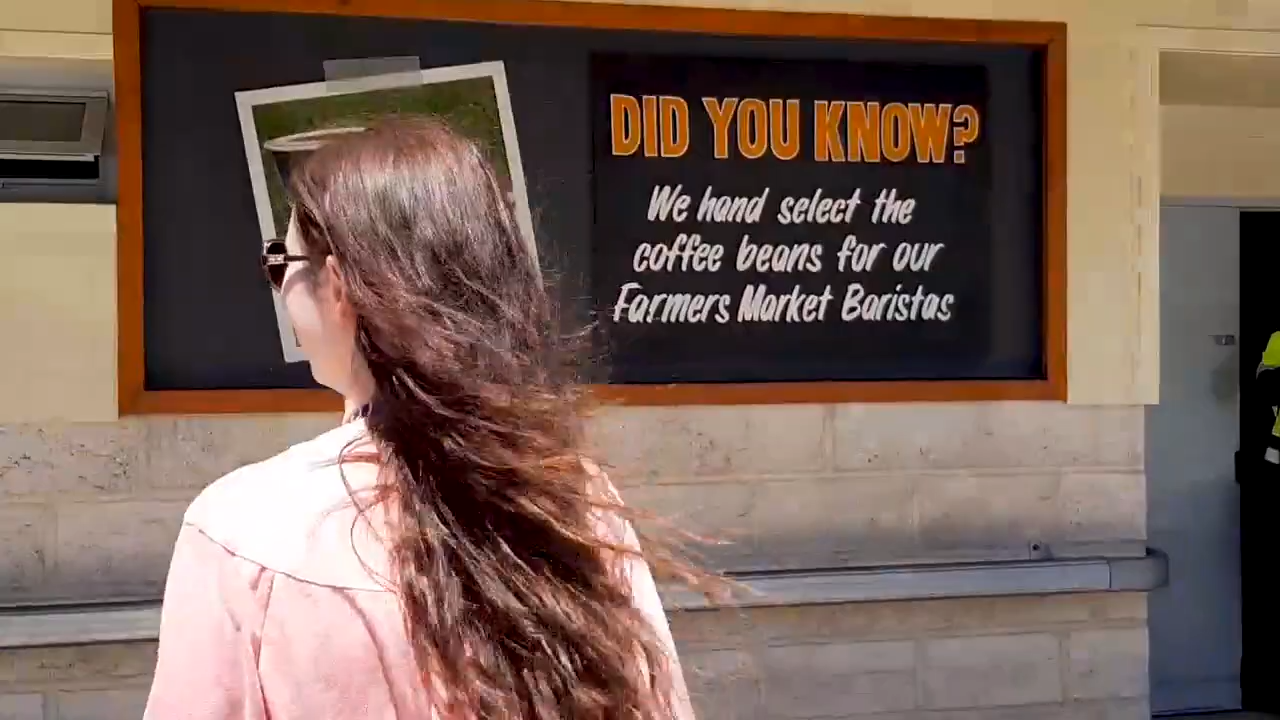 DID YOU KNOW?
We hand select the
coffee beans for our
Farmers Market Baristas